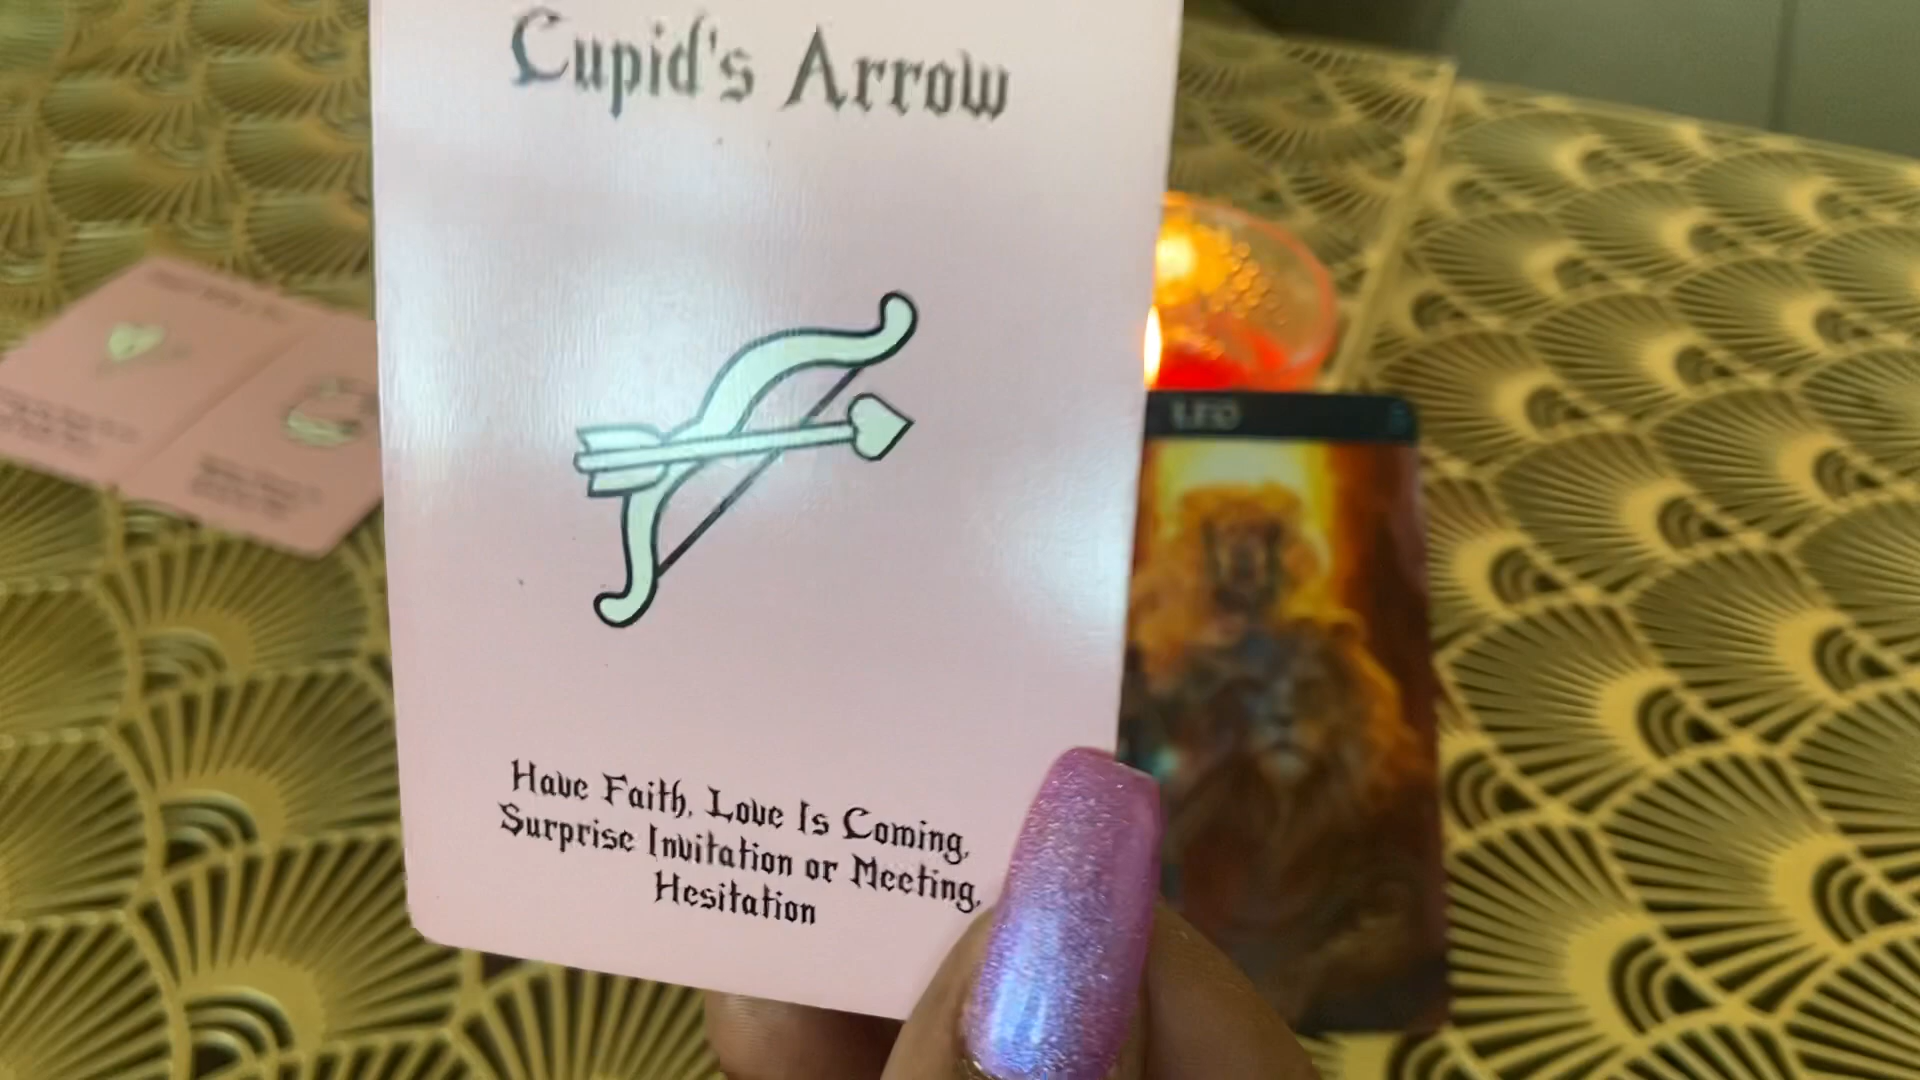 Cupid's Arrow
Have Faith, Love Is Coming,
Surprise Invitation or Meeting,
Hesitation
LEO